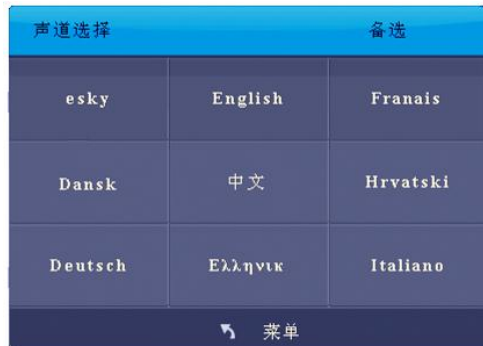 声道选择 备选
esky English Franais
Dansk 中文 Hrvatski
Deutsch Ελληνικ Italiano
菜单